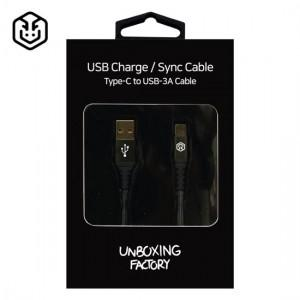 USB Charge / Sync Cable
Type-C to USB-3A Cable
UNBOXING
FACTORY